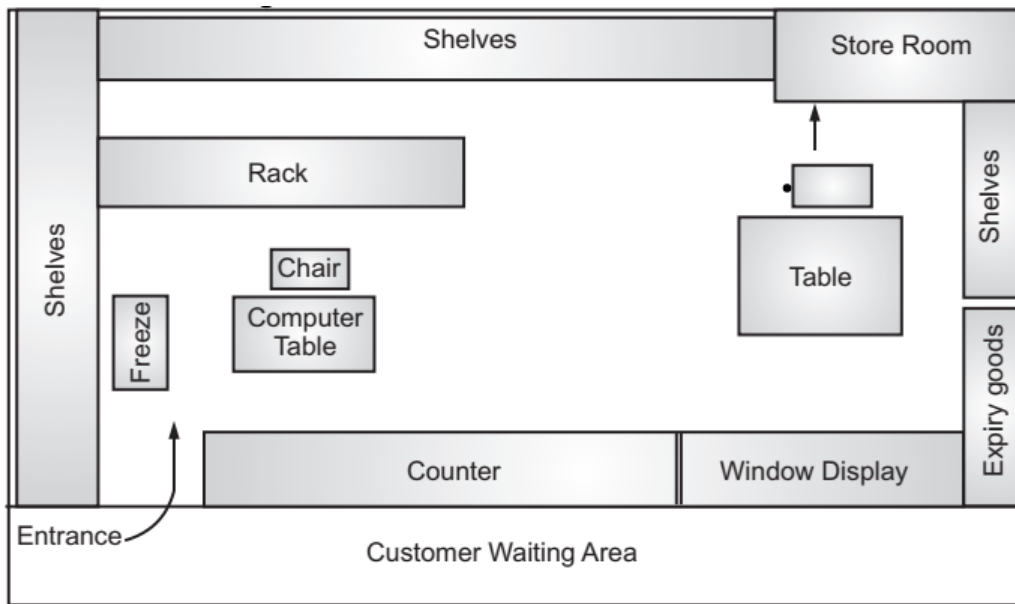 Shelves
Store Room
Rack
Shelves
Shelves
Chair
Table
Computer
Table
Freeze
Expiry goods
Counter
Window Display
Entrance
Customer Waiting Area